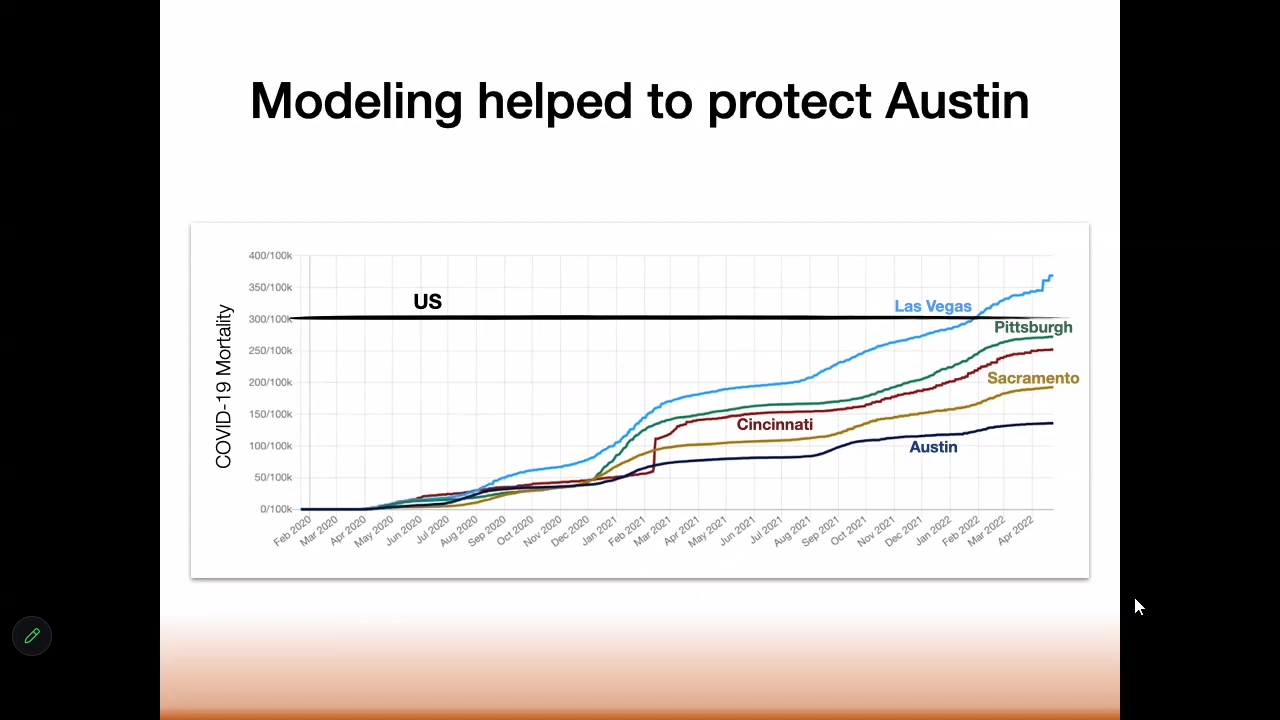 Modeling helped to protect Austin
COVID-19 Mortality
400/100k
350/100k
300/100k
250/100k
200/100k
150/100k
100/100k
50/100k
0/100k
US
Las Vegas
Pittsburgh
Sacramento
Cincinnati
Austin
Feb 2020
Mar 2020
Apr 2020
May 2020
Jun 2020
Jul 2020
Aug 2020
Sep 2020
Oct 2020
Nov 2020
Dec 2020
Jan 2021
Feb 2021
Mar 2021
Apr 2021
May 2021
Jun 2021
Jul 2021
Aug 2021
Sep 2021
Oct 2021
Nov 2021
Dec 2021
Jan 2022
Feb 2022
Mar 2022
Apr 2022